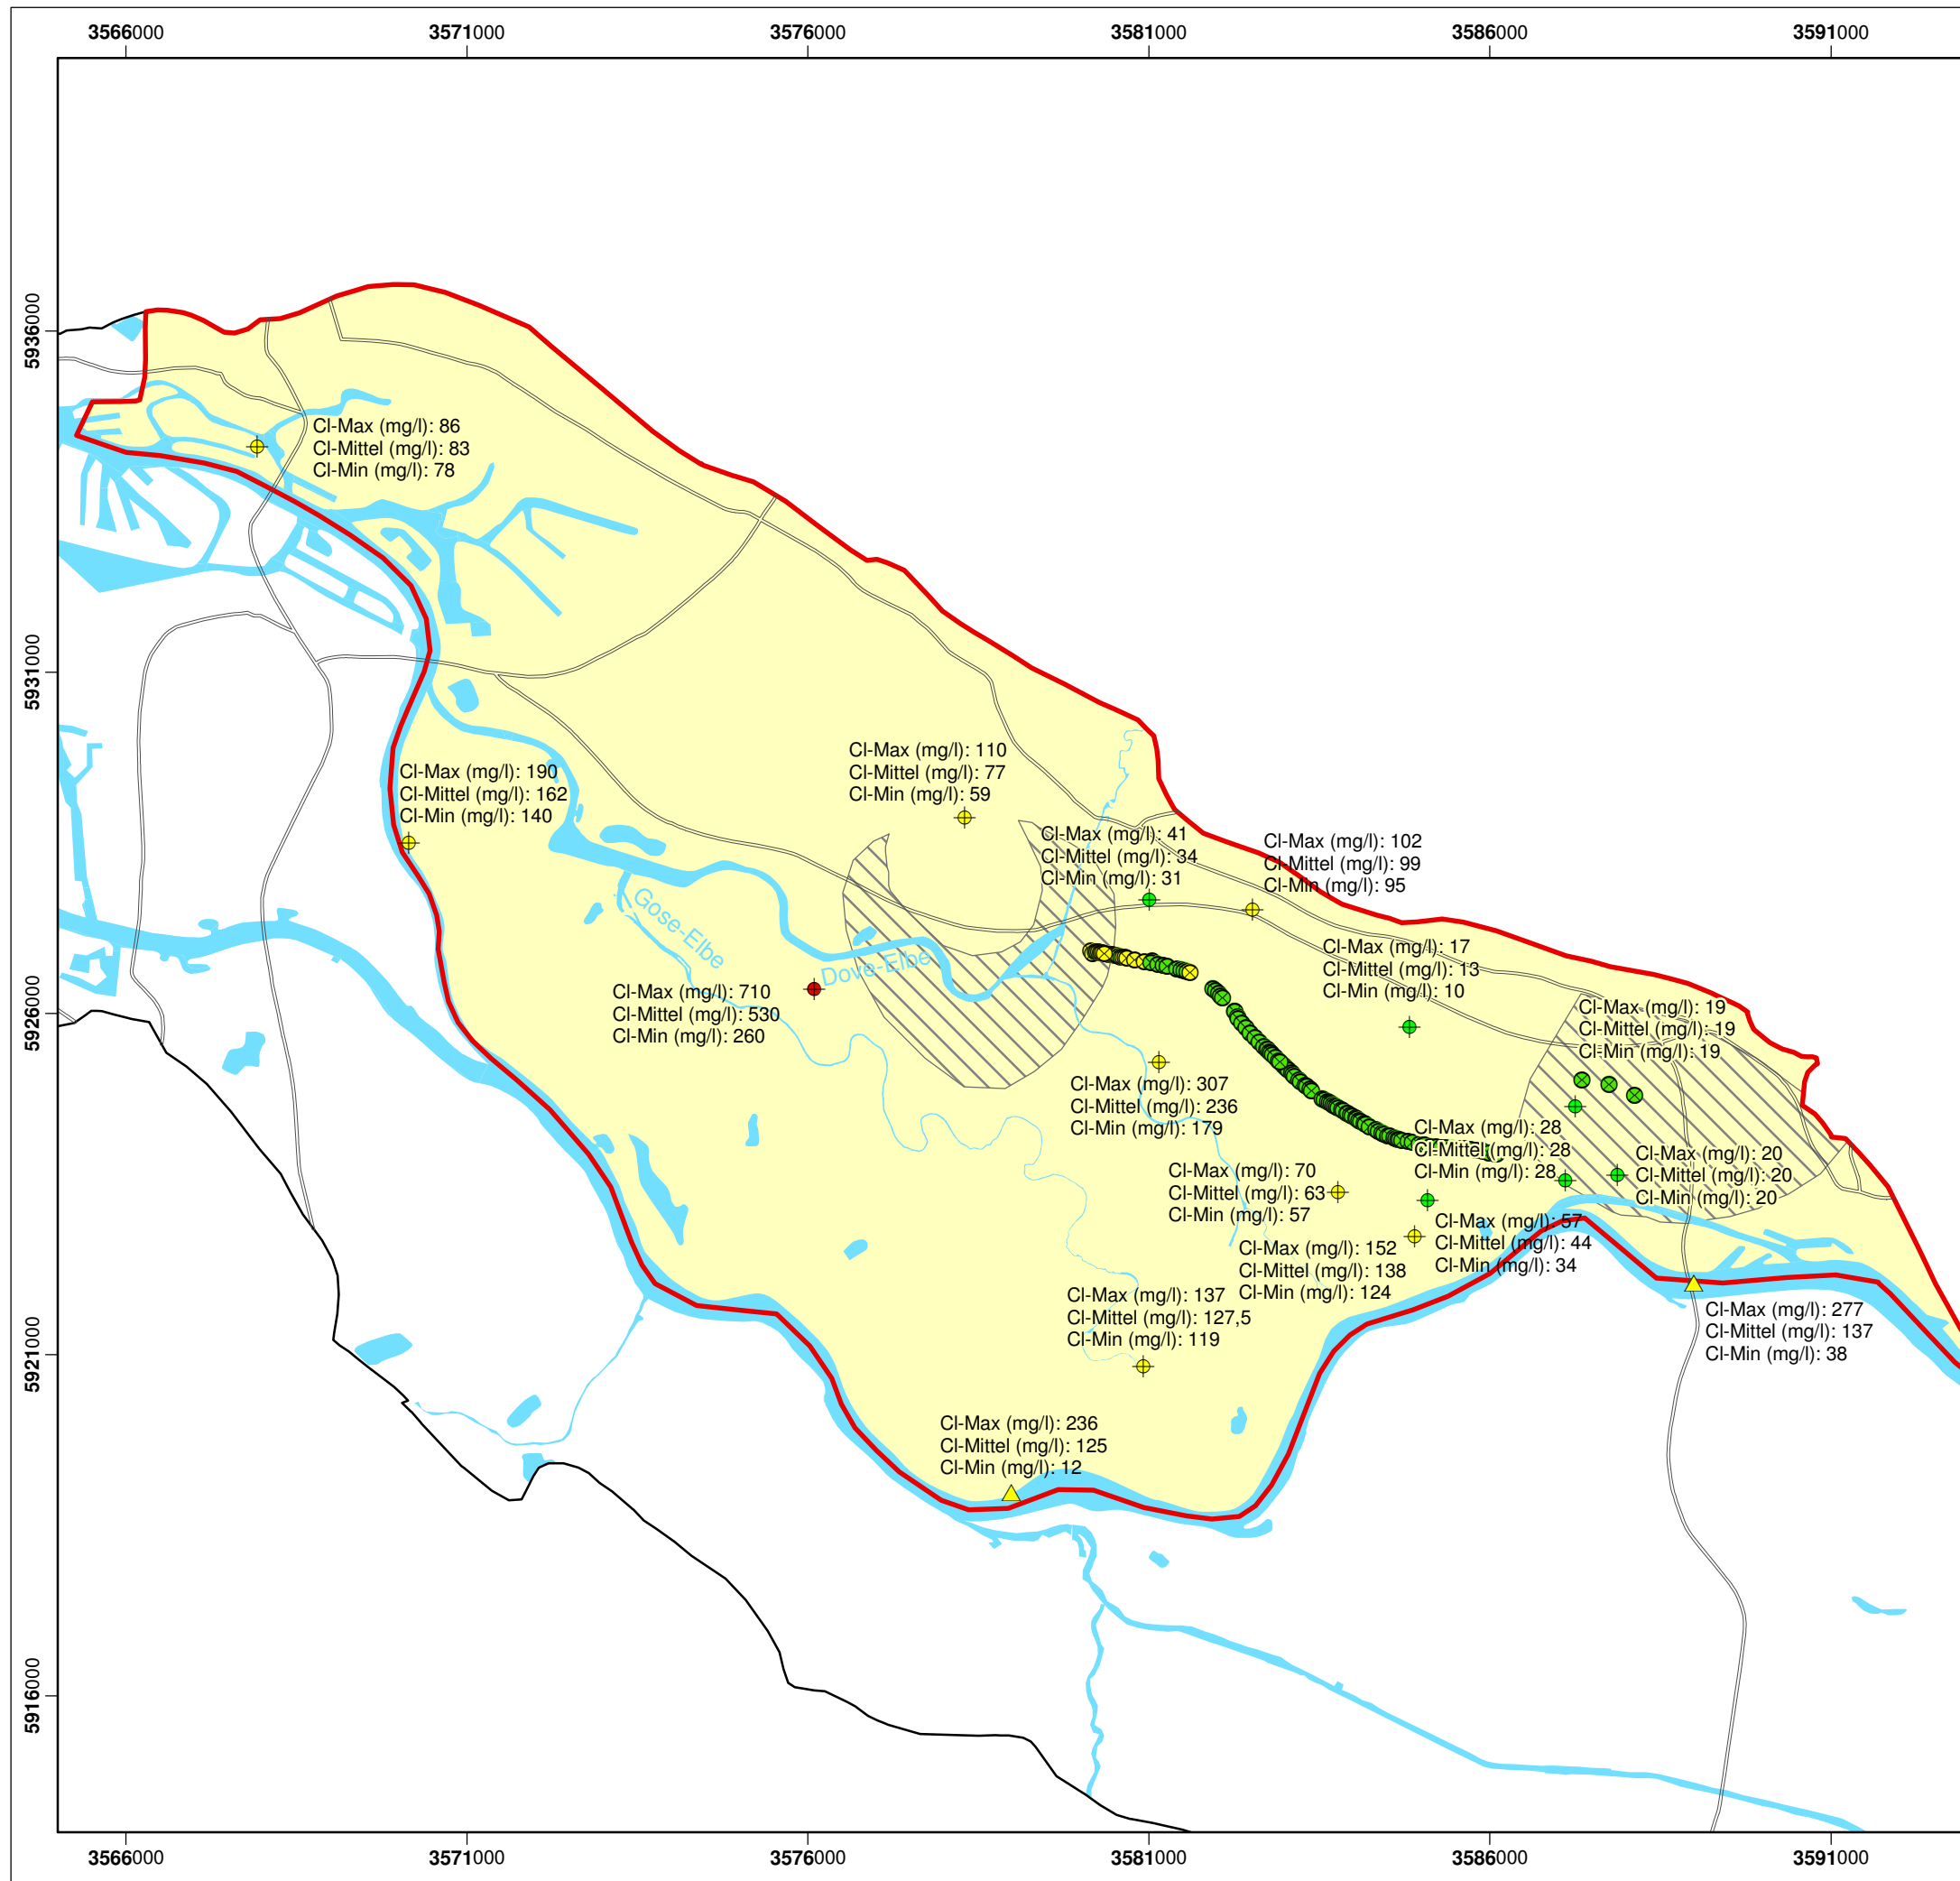 3566000 3571000 3576000 3581000 3586000 3591000
5936000
Cl-Max (mg/l): 86
Cl-Mittel (mg/l): 83
Cl-Min (mg/l): 78
5931000
Cl-Max (mg/l): 110
Cl-Mittel (mg/l): 77
Cl-Min (mg/l): 59
Cl-Max (mg/l): 190
Cl-Mittel (mg/l): 162
Cl-Min (mg/l): 140
Cl-Max (mg/l): 41
Cl-Mittel (mg/l): 34
Cl-Min (mg/l): 31
Cl-Max (mg/l): 102
Cl-Mittel (mg/l): 99
Cl-Min (mg/l): 95
Gose-Elbe
Dove-Elbe
Cl-Max (mg/l): 17
Cl-Mittel (mg/l): 13
Cl-Min (mg/l): 10
5926000
Cl-Max (mg/l): 710
Cl-Mittel (mg/l): 530
Cl-Min (mg/l): 260
Cl-Max (mg/l): 19
Cl-Mittel (mg/l): 19
Cl-Min (mg/l): 19
Cl-Max (mg/l): 307
Cl-Mittel (mg/l): 236
Cl-Min (mg/l): 179
Cl-Max (mg/l): 28
Cl-Mittel (mg/l): 28
Cl-Min (mg/l): 28
Cl-Max (mg/l): 20
Cl-Mittel (mg/l): 20
Cl-Min (mg/l): 20
Cl-Max (mg/l): 70
Cl-Mittel (mg/l): 63
Cl-Min (mg/l): 57
Cl-Max (mg/l): 57
Cl-Mittel (mg/l): 44
Cl-Min (mg/l): 34
Cl-Max (mg/l): 152
Cl-Mittel (mg/l): 138
Cl-Min (mg/l): 124
5921000
Cl-Max (mg/l): 137
Cl-Mittel (mg/l): 127,5
Cl-Min (mg/l): 119
Cl-Max (mg/l): 277
Cl-Mittel (mg/l): 137
Cl-Min (mg/l): 38
Cl-Max (mg/l): 236
Cl-Mittel (mg/l): 125
Cl-Min (mg/l): 12
5916000
3566000 3571000 3576000 3581000 3586000 3591000